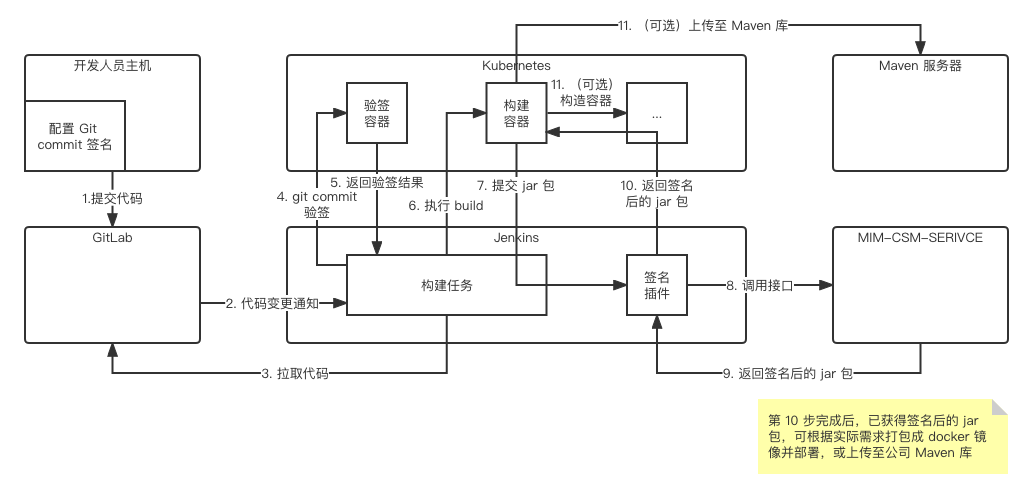 11. （可选）上传至 Maven 库
开发人员主机
Kubernetes
Maven 服务器
配置 Git
commit 签名
验签
容器
构建
容器
11. （可选）
构造容器
...
1.提交代码
4. git commit
验签
5. 返回验签结果
6. 执行 build
7. 提交 jar 包
10. 返回签名
后的 jar 包
GitLab
Jenkins
MIM-CSM-SERIVCE
2. 代码变更通知
构建任务
签名
插件
8. 调用接口
3. 拉取代码
9. 返回签名后的 jar 包
第 10 步完成后，已获得签名后的 jar
包，可根据实际需求打包成 docker 镜
像并部署，或上传至公司 Maven 库